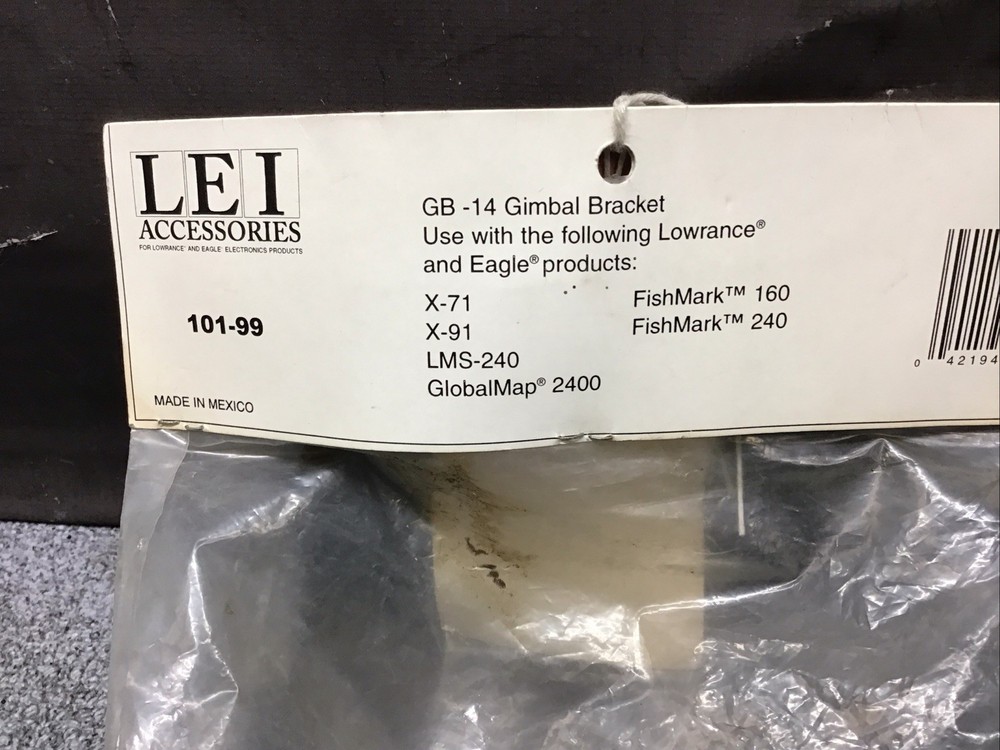 LEI
ACCESSORIES
FOR LOWRANCE® AND EAGLE® ELECTRONICS PRODUCTS
101-99
MADE IN MEXICO
GB -14 Gimbal Bracket
Use with the following Lowrance®
and Eagle® products:
X-71
X-91
LMS-240
GlobalMap® 2400
FishMark™ 160
FishMark™ 240
0 42194